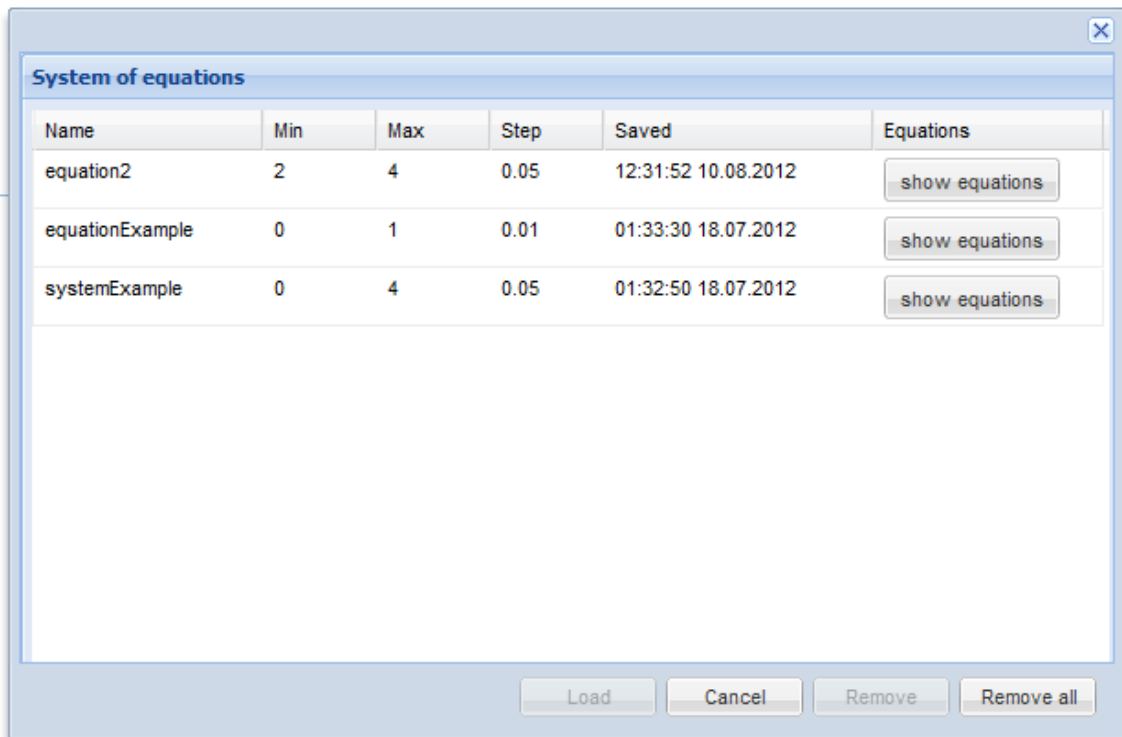 System of equations
Name Min Max Step Saved Equations
equation2 2 4 0.05 12:31:52 10.08.2012 show equations
equationExample 0 1 0.01 01:33:30 18.07.2012 show equations
systemExample 0 4 0.05 01:32:50 18.07.2012 show equations
Load Cancel Remove Remove all